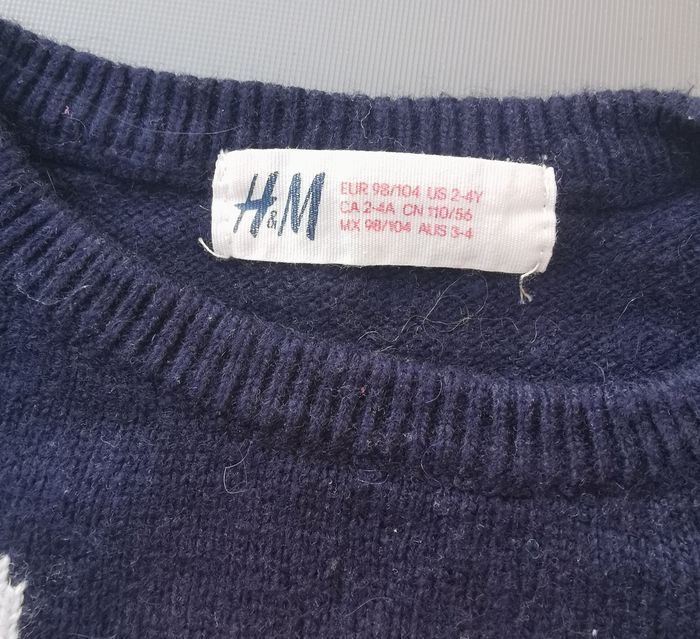 H&M
EUR 98/104 US 2-4Y
CA 2-4A CN 110/56
MX 98/104 AUS 3-4